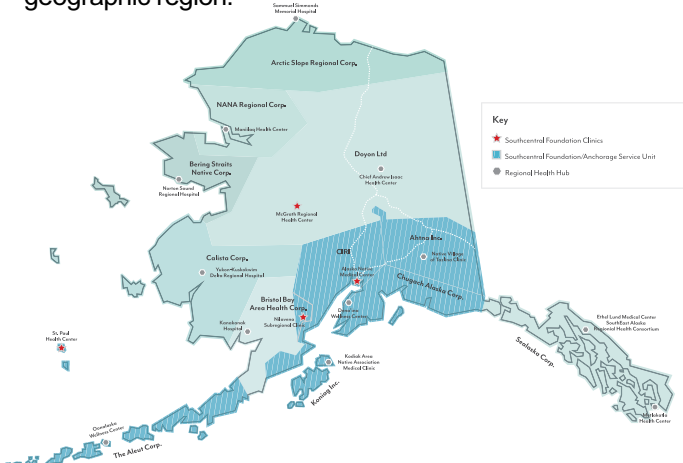 geographic region.
Sammuel Simmonds
Memorial Hospital
Arctic Slope Regional Corp.
NANA Regional Corp.
Maniilaq Health Center
Bering Straits
Native Corp.
Norton Sound
Regional Hospital
Doyon Ltd
Chief Andrew Isaac
Health Center
McGrath Regional
Health Center
Key
Southcentral Foundation Clinics
Southcentral Foundation/Anchorage Service Unit
Regional Health Hub
Calista Corp.
Yukon-Kuskokwim
Delta Regional Hospital
CIRI
Ahtna Inc.
Native Village
of Tazlina Clinic
Alaska Native
Medical Center
Chugach Alaska Corp.
Bristol Bay
Area Health Corp.
Nilavena
Subregional Clinic
Kanakanak
Hospital
Dena'ina
Wellness Center
St. Paul
Health Center
Kodiak Area
Native Association
Medical Clinic
Koniag Inc.
Ethel Lund Medical Center
SouthEast Alaska
Regional Health Consortium
Sealaska Corp.
Metlakatla
Health Center
Oonalaska
Wellness Center
The Aleut Corp.